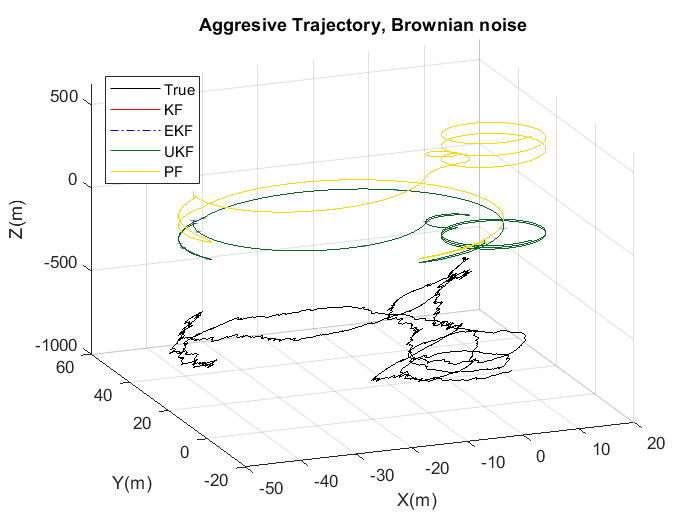 Aggresive Trajectory, Brownian noise
True
KF
EKF
UKF
PF
Z(m)
500
0
-500
-1000
60
40
20
0
-20
Y(m)
-50
-40
-30
-20
-10
0
10
20
X(m)